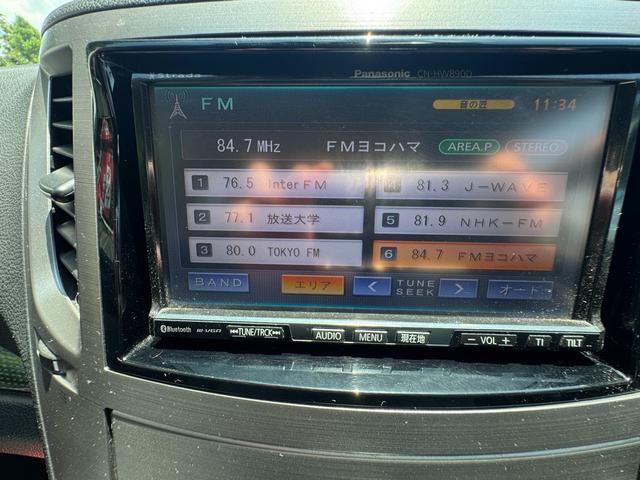 Strada Panasonic CN-HW890D
FM 音の匠 11:34
84.7 MHz FMヨコハマ AREA.P STEREO
1 76.5 InterFM
81.3 J-WAVE
2 77.1 放送大学
5 81.9 NHK-FM
3 80.0 TOKYO FM
6 84.7 FMヨコハマ
BAND エリア < TUNE SEEK > オート
Bluetooth W-VGA TUNE/TRCK AUDIO MENU 現在地 − VOL + TI TILT